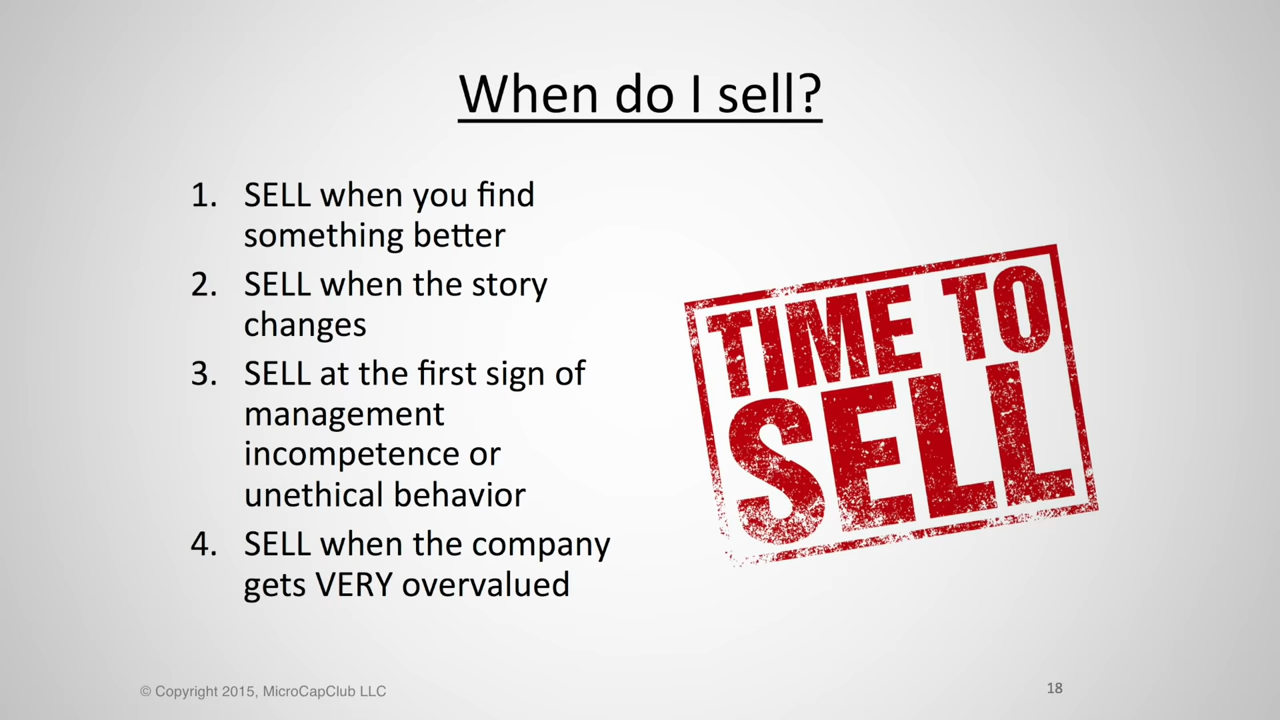 When do I sell?
1. SELL when you find
something better
2. SELL when the story
changes
3. SELL at the first sign of
management
incompetence or
unethical behavior
4. SELL when the company
gets VERY overvalued
TIME TO
SELL
© Copyright 2015, MicroCapClub LLC
18